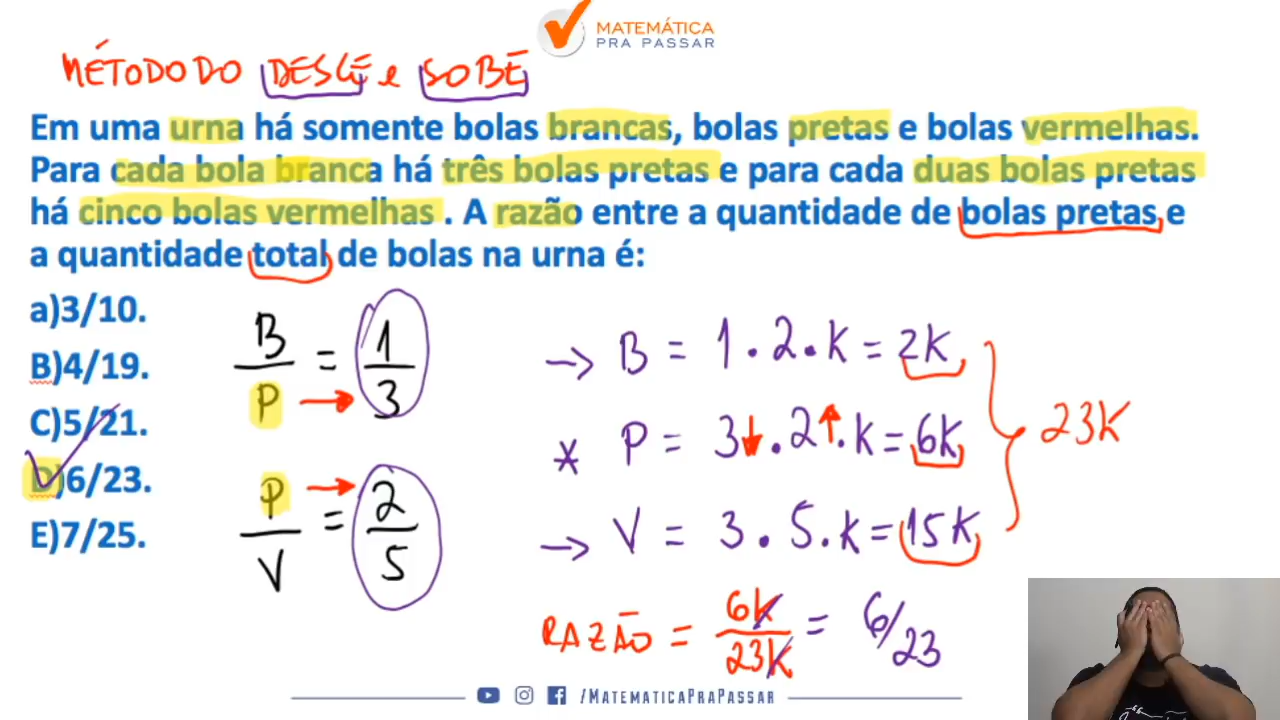 MATEMÁTICA
PRA PASSAR
MÉTODO DO DESCE e SOBE
Em uma urna há somente bolas brancas, bolas pretas e bolas vermelhas.
Para cada bola branca há três bolas pretas e para cada duas bolas pretas
há cinco bolas vermelhas . A razão entre a quantidade de bolas pretas e
a quantidade total de bolas na urna é:
a)3/10.
B)4/19.
C)5/21.
D)6/23.
E)7/25.
B/P = 1/3
P/V = 2/5
B = 1 . 2 . K = 2K
* P = 3 . 2 . K = 6K
V = 3 . 5 . K = 15K
23K
RAZÃO = 6K/23K = 6/23
/MATEMATICAPRAPASSAR